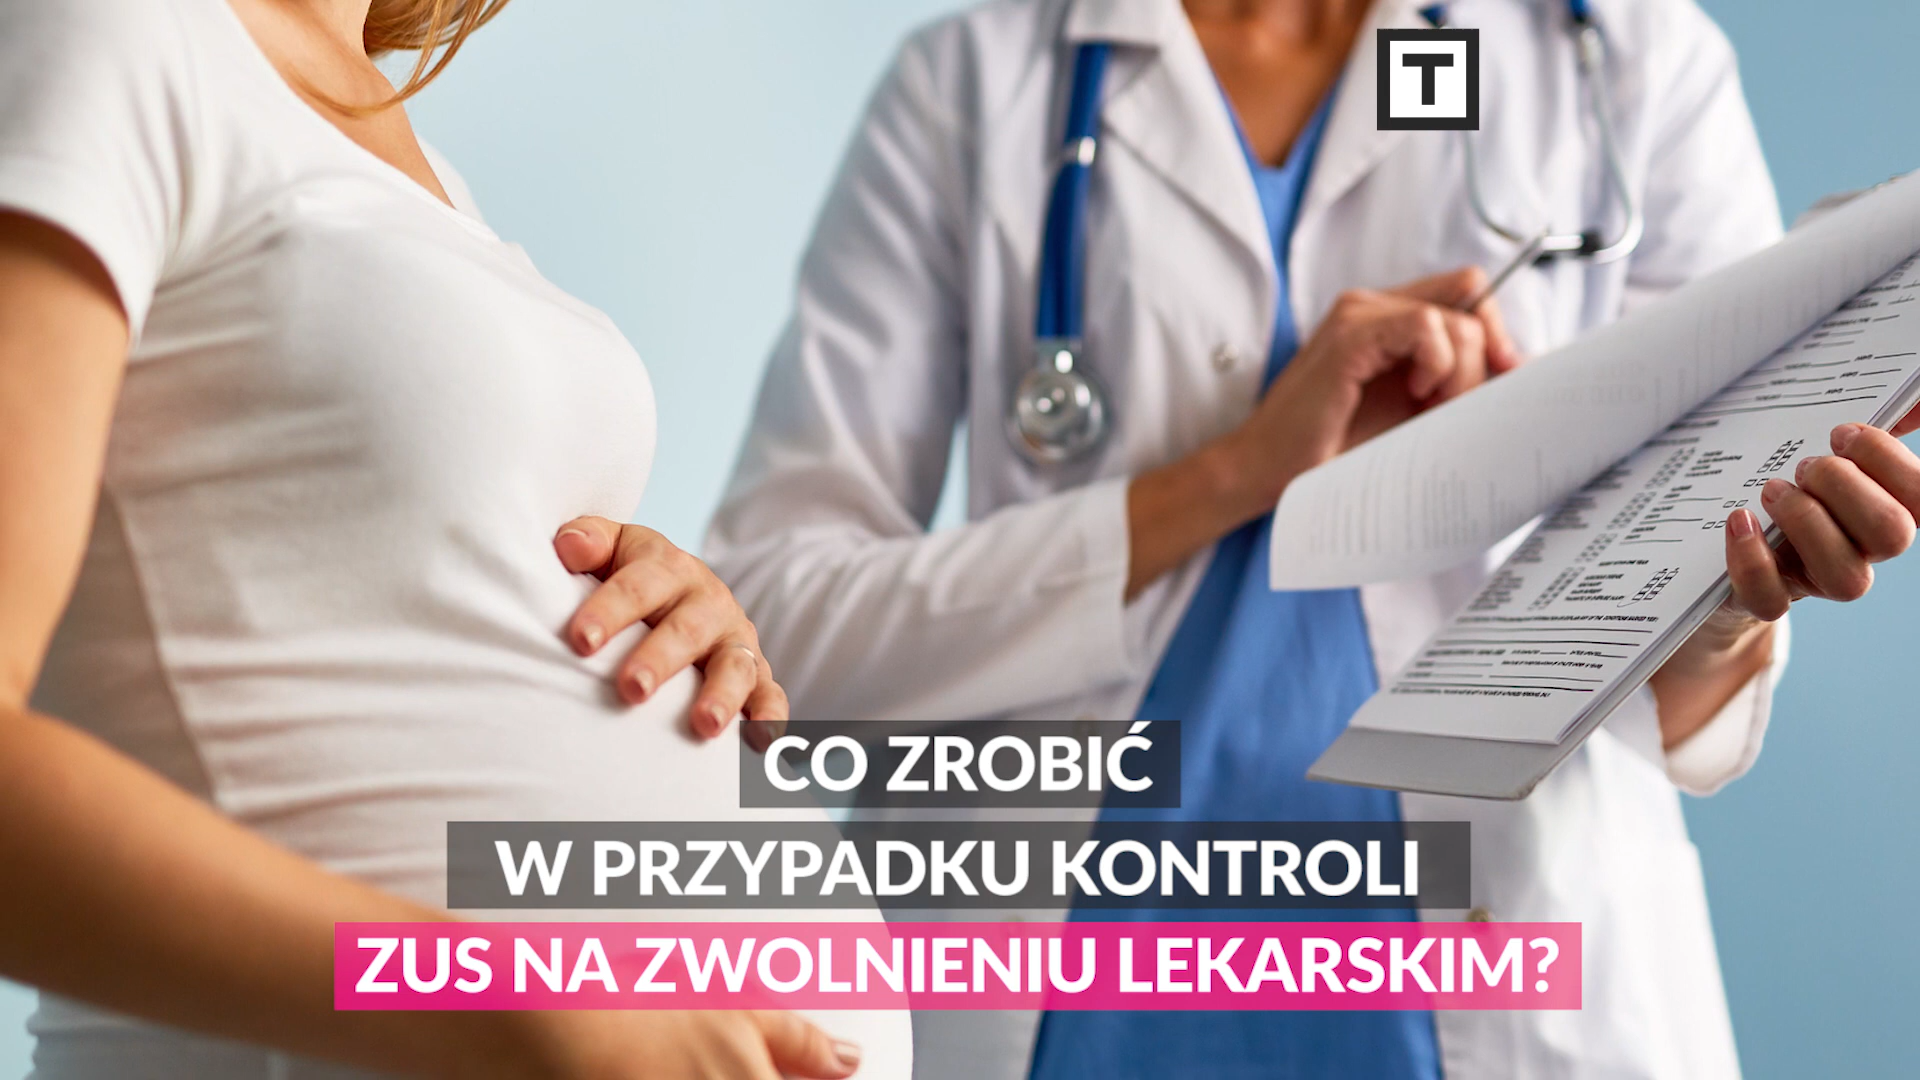 T
CO ZROBIĆ
W PRZYPADKU KONTROLI
ZUS NA ZWOLNIENIU LEKARSKIM?